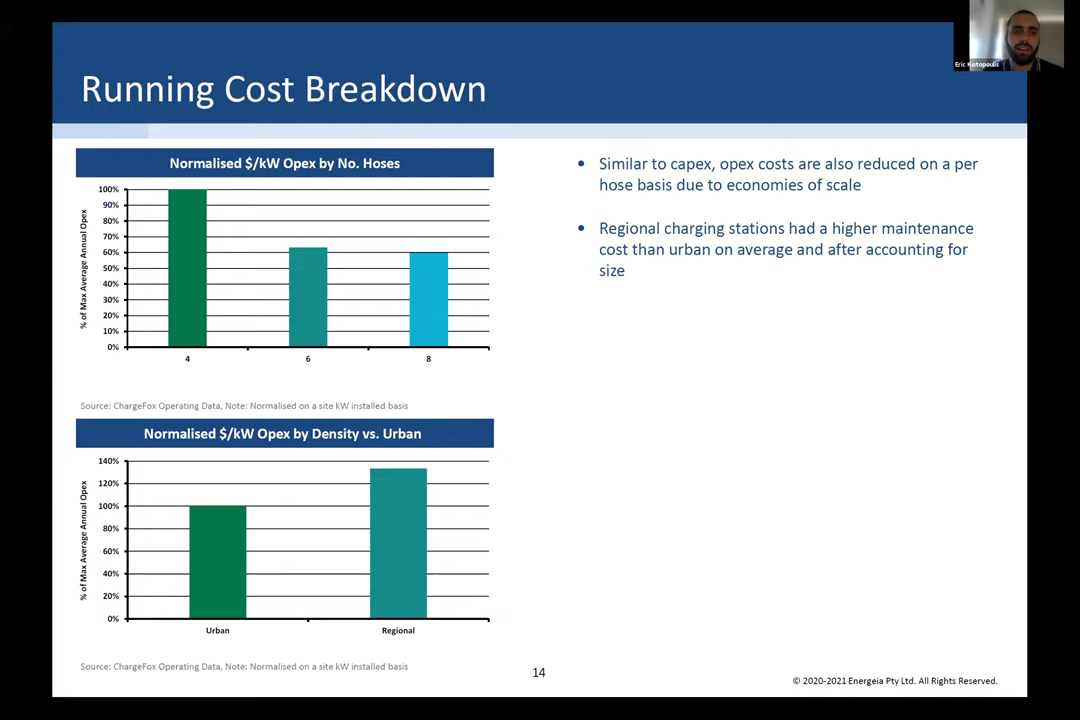 Eric Kotopoulis
Running Cost Breakdown
Normalised $/kW Opex by No. Hoses
% of Max Average Annual Opex
100%
90%
80%
70%
60%
50%
40%
30%
20%
10%
0%
4 6 8
Source: ChargeFox Operating Data, Note: Normalised on a site kW installed basis
Normalised $/kW Opex by Density vs. Urban
% of Max Average Annual Opex
140%
120%
100%
80%
60%
40%
20%
0%
Urban Regional
Source: ChargeFox Operating Data, Note: Normalised on a site kW installed basis
• Similar to capex, opex costs are also reduced on a per
hose basis due to economies of scale
• Regional charging stations had a higher maintenance
cost than urban on average and after accounting for
size
14
© 2020-2021 Energeia Pty Ltd. All Rights Reserved.